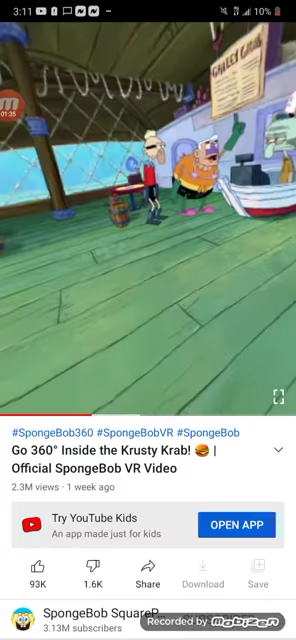 3:11
10%
GALLEY GRUB
01:35
#SpongeBob360 #SpongeBobVR #SpongeBob
Go 360° Inside the Krusty Krab! 🍔 |
Official SpongeBob VR Video
2.3M views · 1 week ago
Try YouTube Kids
An app made just for kids
OPEN APP
93K
1.6K
Share
Download
Save
SpongeBob SquareP
3.13M subscribers
Recorded by mobizen